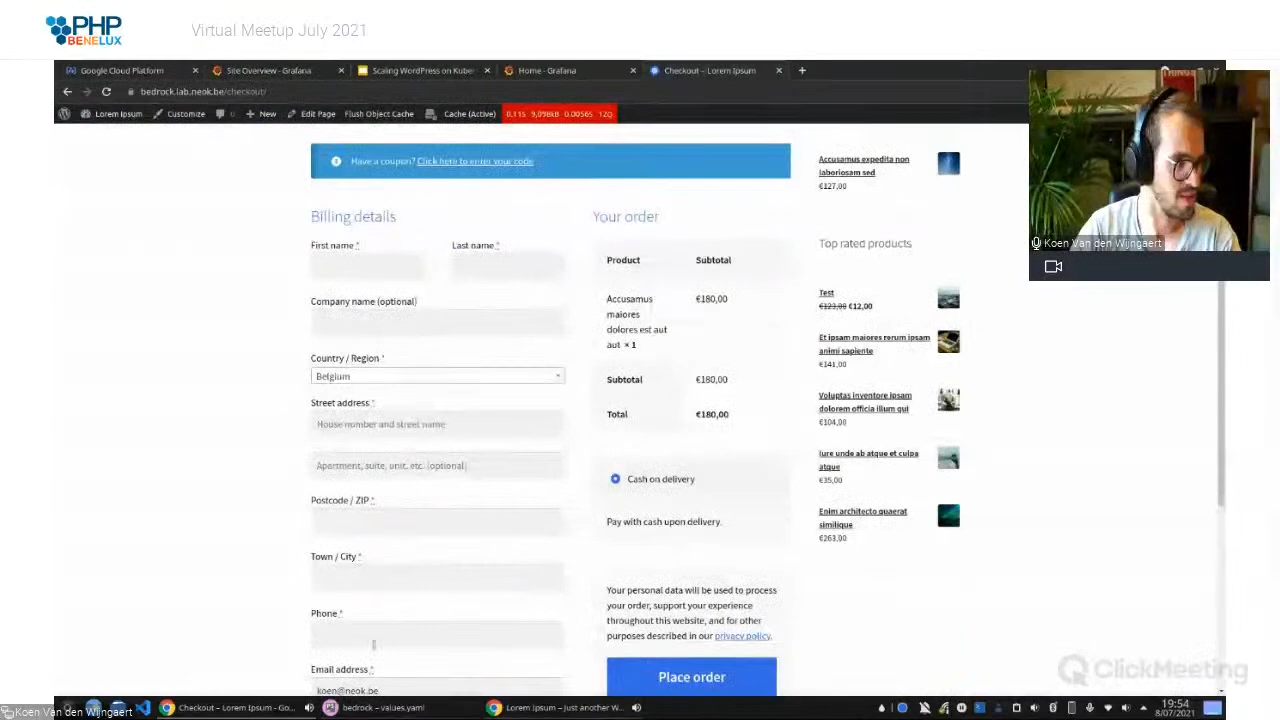 PHP
BENELUX
Virtual Meetup July 2021
Google Cloud Platform
Site Overview - Grafana
Scaling WordPress on Kuber
Home - Grafana
Checkout – Lorem Ipsum
bedrock.lab.neok.be/checkout/
Lorem Ipsum
Customize
0
New
Edit Page
Flush Object Cache
Cache (Active)
0.11S 9,098kB 0.0056S 12Q
Have a coupon? Click here to enter your code
Billing details
First name *
Last name *
Company name (optional)
Country / Region *
Belgium
Street address *
House number and street name
Apartment, suite, unit, etc. (optional)
Postcode / ZIP *
Town / City *
Phone *
Email address *
koen@neok.be
Your order
Product
Subtotal
Accusamus
maiores
dolores est aut
aut × 1
€180,00
Subtotal
€180,00
Total
€180,00
Cash on delivery
Pay with cash upon delivery.
Your personal data will be used to process
your order, support your experience
throughout this website, and for other
purposes described in our privacy policy.
Place order
Accusamus expedita non
laboriosam sed
€127,00
Top rated products
Test
€123,00 €12,00
Et ipsam maiores rerum ipsam
animi sapiente
€141,00
Voluptas inventore ipsam
dolorem officia illum qui
€104,00
Iure unde ab atque et culpa
atque
€35,00
Enim architecto quaerat
similique
€263,00
Koen Van den Wijngaert
ClickMeeting
Koen Van den Wijngaert
Checkout – Lorem Ipsum - Go...
bedrock – values.yaml
Lorem Ipsum – Just another W...
19:54
8/07/2021